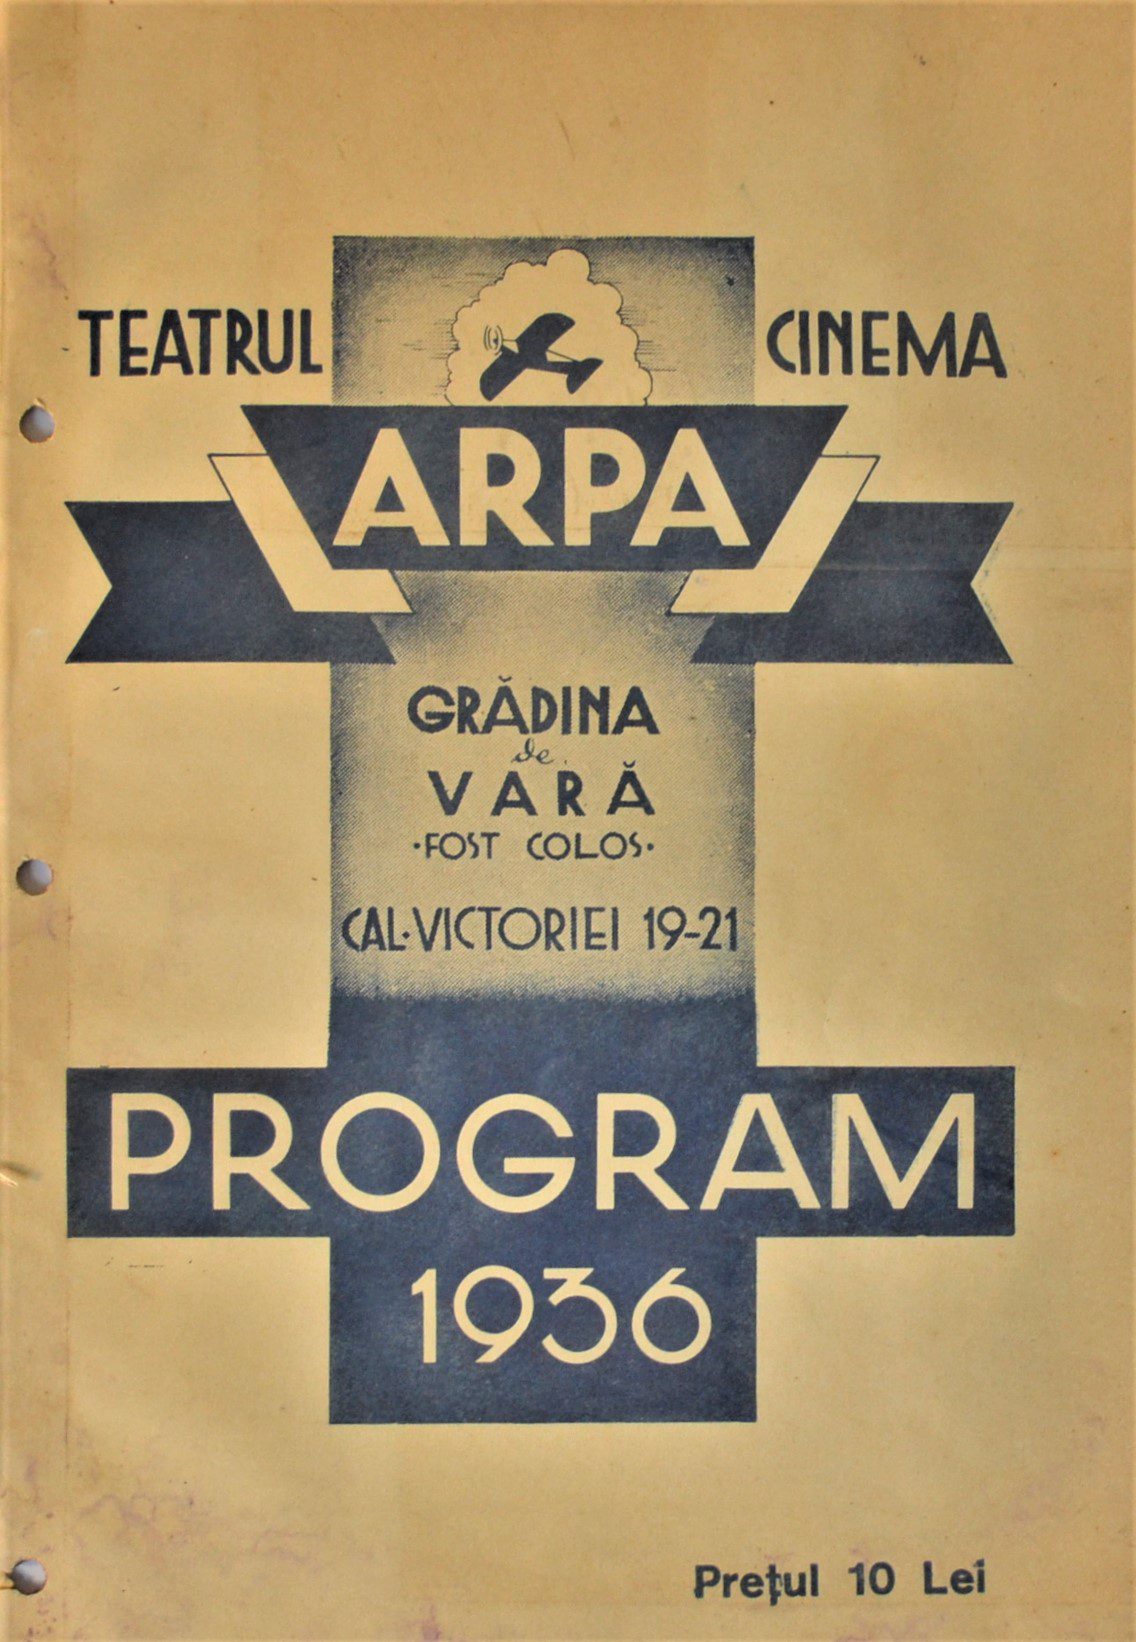 TEATRUL CINEMA
ARPA
GRĂDINA
de
VARĂ
·FOST COLOS·
CAL·VICTORIEI 19-21
PROGRAM
1936
Prețul 10 Lei